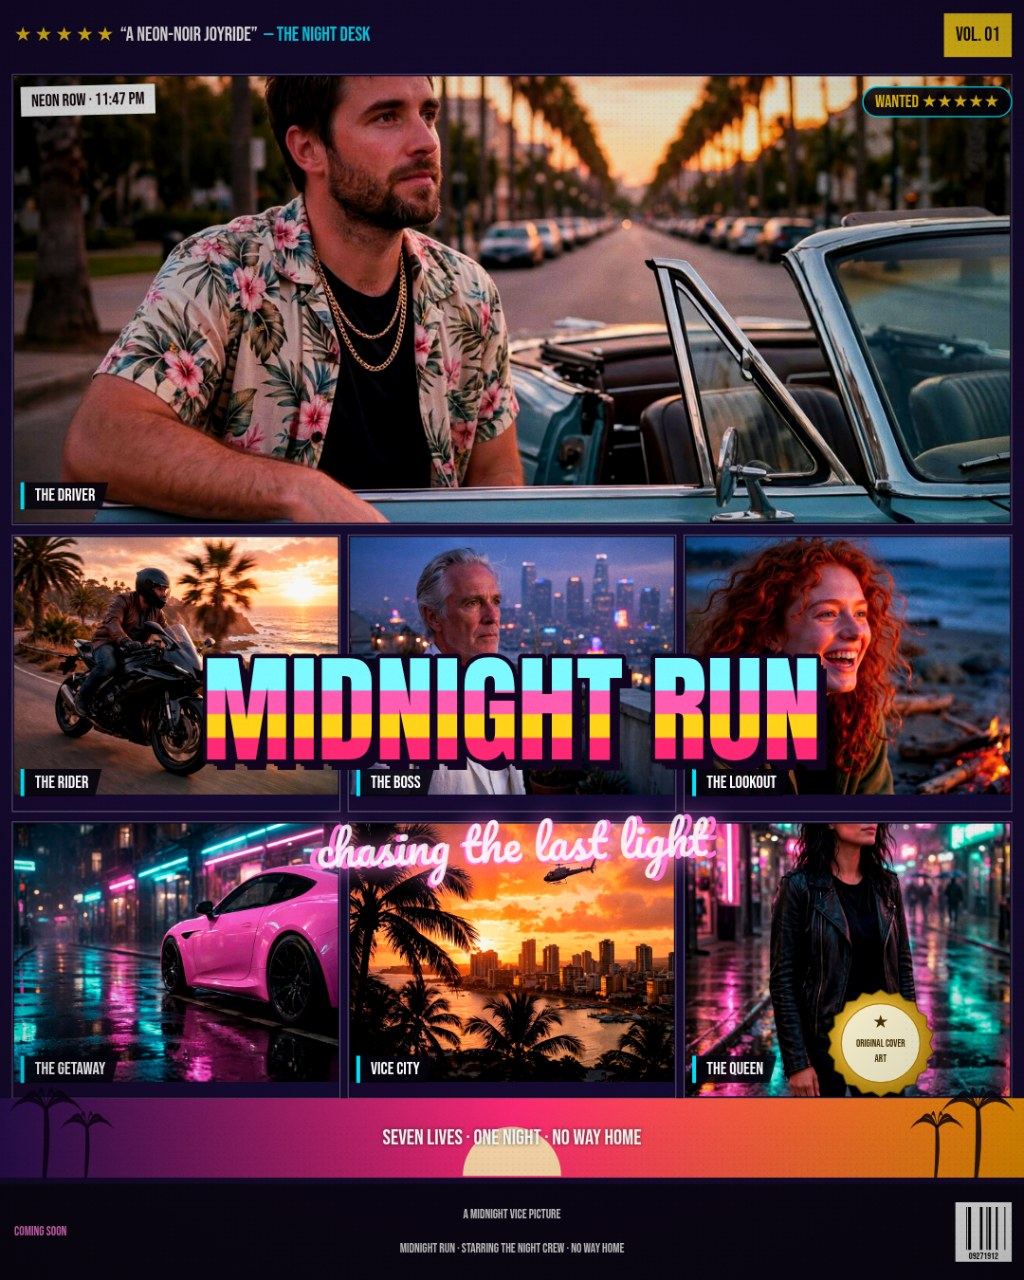 ★★★★★ “A NEON-NOIR JOYRIDE” — THE NIGHT DESK
VOL. 01
NEON ROW · 11:47 PM
WANTED ★★★★★
THE DRIVER
MIDNIGHT RUN
THE RIDER
THE BOSS
THE LOOKOUT
chasing the last light
★
ORIGINAL COVER
ART
THE GETAWAY
VICE CITY
THE QUEEN
SEVEN LIVES · ONE NIGHT · NO WAY HOME
A MIDNIGHT VICE PICTURE
COMING SOON
MIDNIGHT RUN · STARRING THE NIGHT CREW · NO WAY HOME
09271912